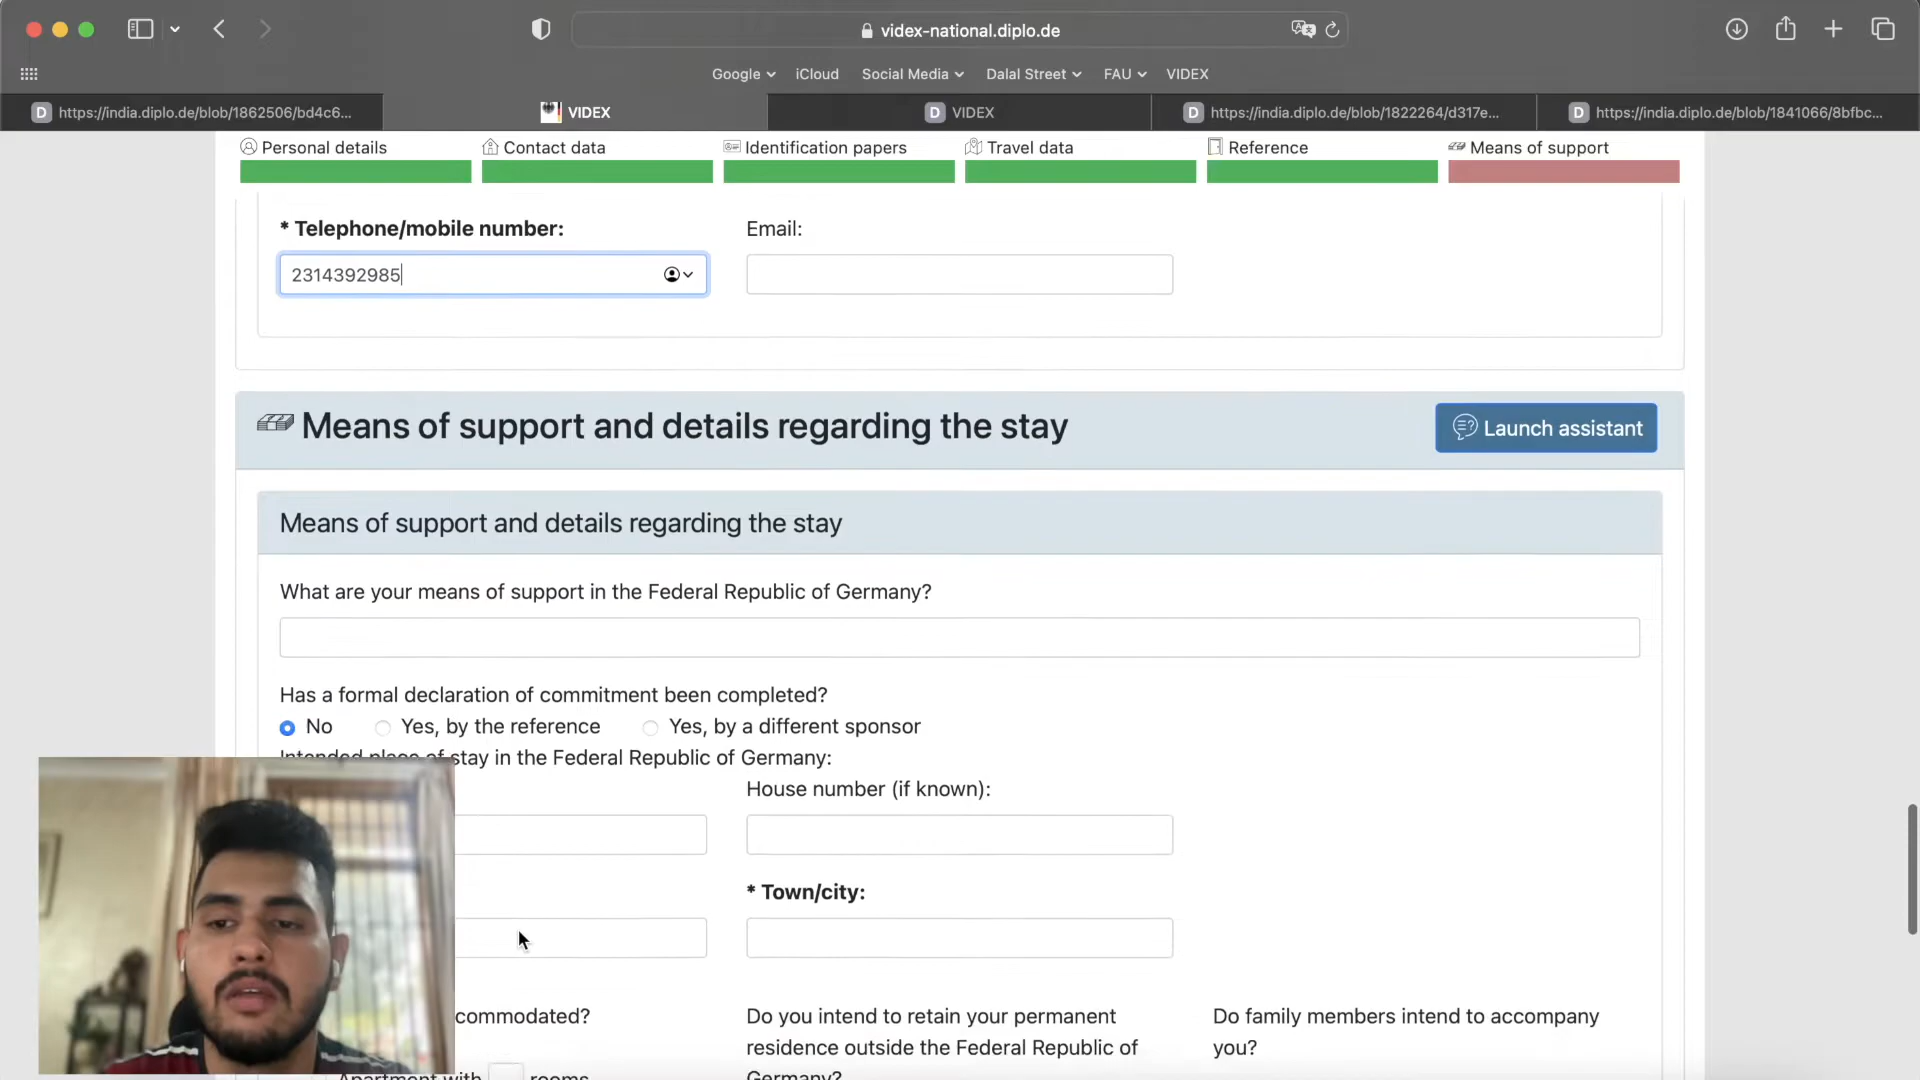 videx-national.diplo.de
Google iCloud Social Media Dalal Street FAU VIDEX
D https://india.diplo.de/blob/1862506/bd4c6... VIDEX D VIDEX D https://india.diplo.de/blob/1822264/d317e... D https://india.diplo.de/blob/1841066/8bfbc...
Personal details Contact data Identification papers Travel data Reference Means of support
* Telephone/mobile number: Email:
2314392985
Means of support and details regarding the stay Launch assistant
Means of support and details regarding the stay
What are your means of support in the Federal Republic of Germany?
Has a formal declaration of commitment been completed?
No Yes, by the reference Yes, by a different sponsor
Intended place of stay in the Federal Republic of Germany:
House number (if known):
* Town/city:
commodated? Do you intend to retain your permanent Do family members intend to accompany
residence outside the Federal Republic of you?
Apartment with rooms Germany?